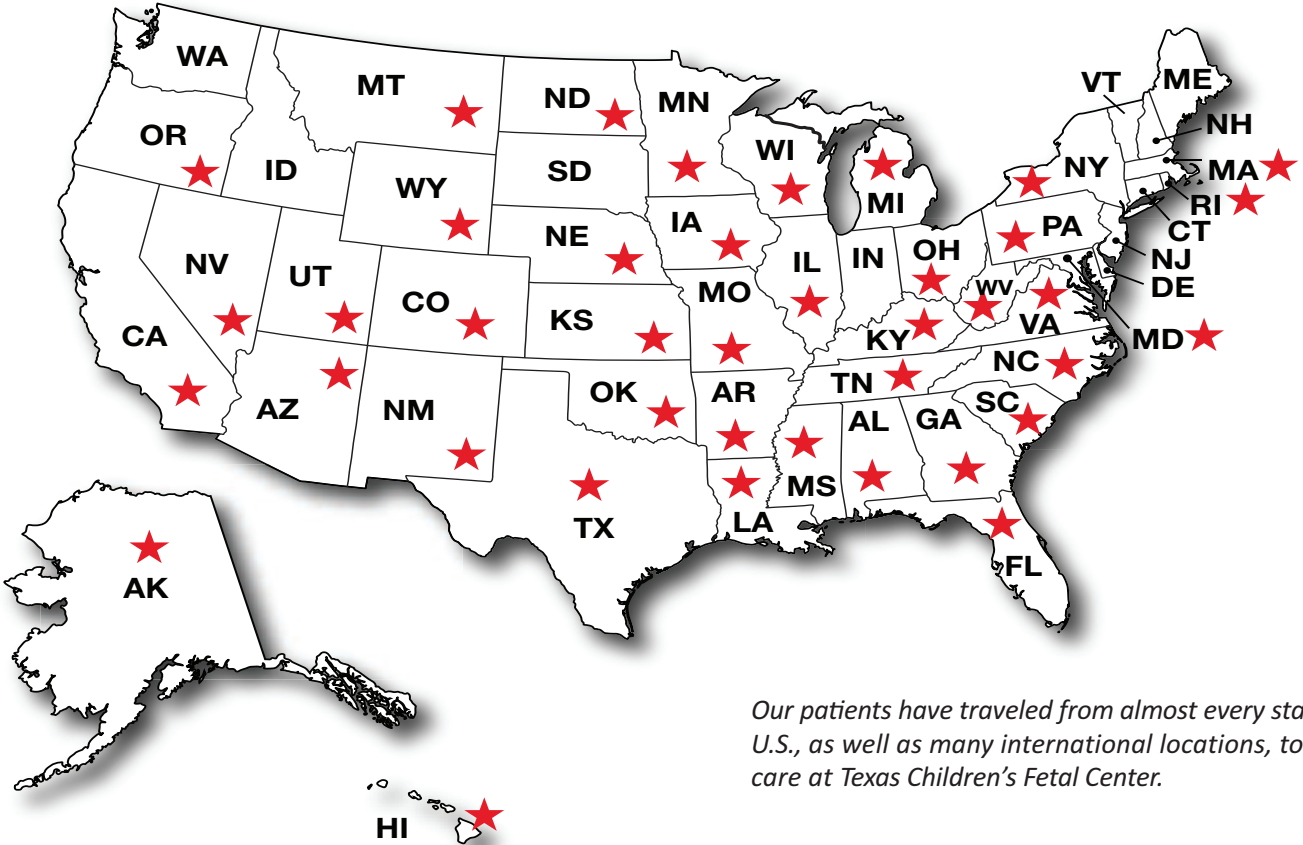 WA
MT
ND
MN
VT
ME
OR
NH
ID
WY
SD
WI
NY
MA
MI
RI
NE
IA
PA
CT
NV
UT
CO
IL
IN
OH
NJ
WV
DE
CA
KS
MO
KY
VA
MD
AZ
NM
OK
AR
TN
NC
SC
AL
GA
MS
TX
LA
FL
AK
HI
Our patients have traveled from almost every sta
U.S., as well as many international locations, to
care at Texas Children's Fetal Center.